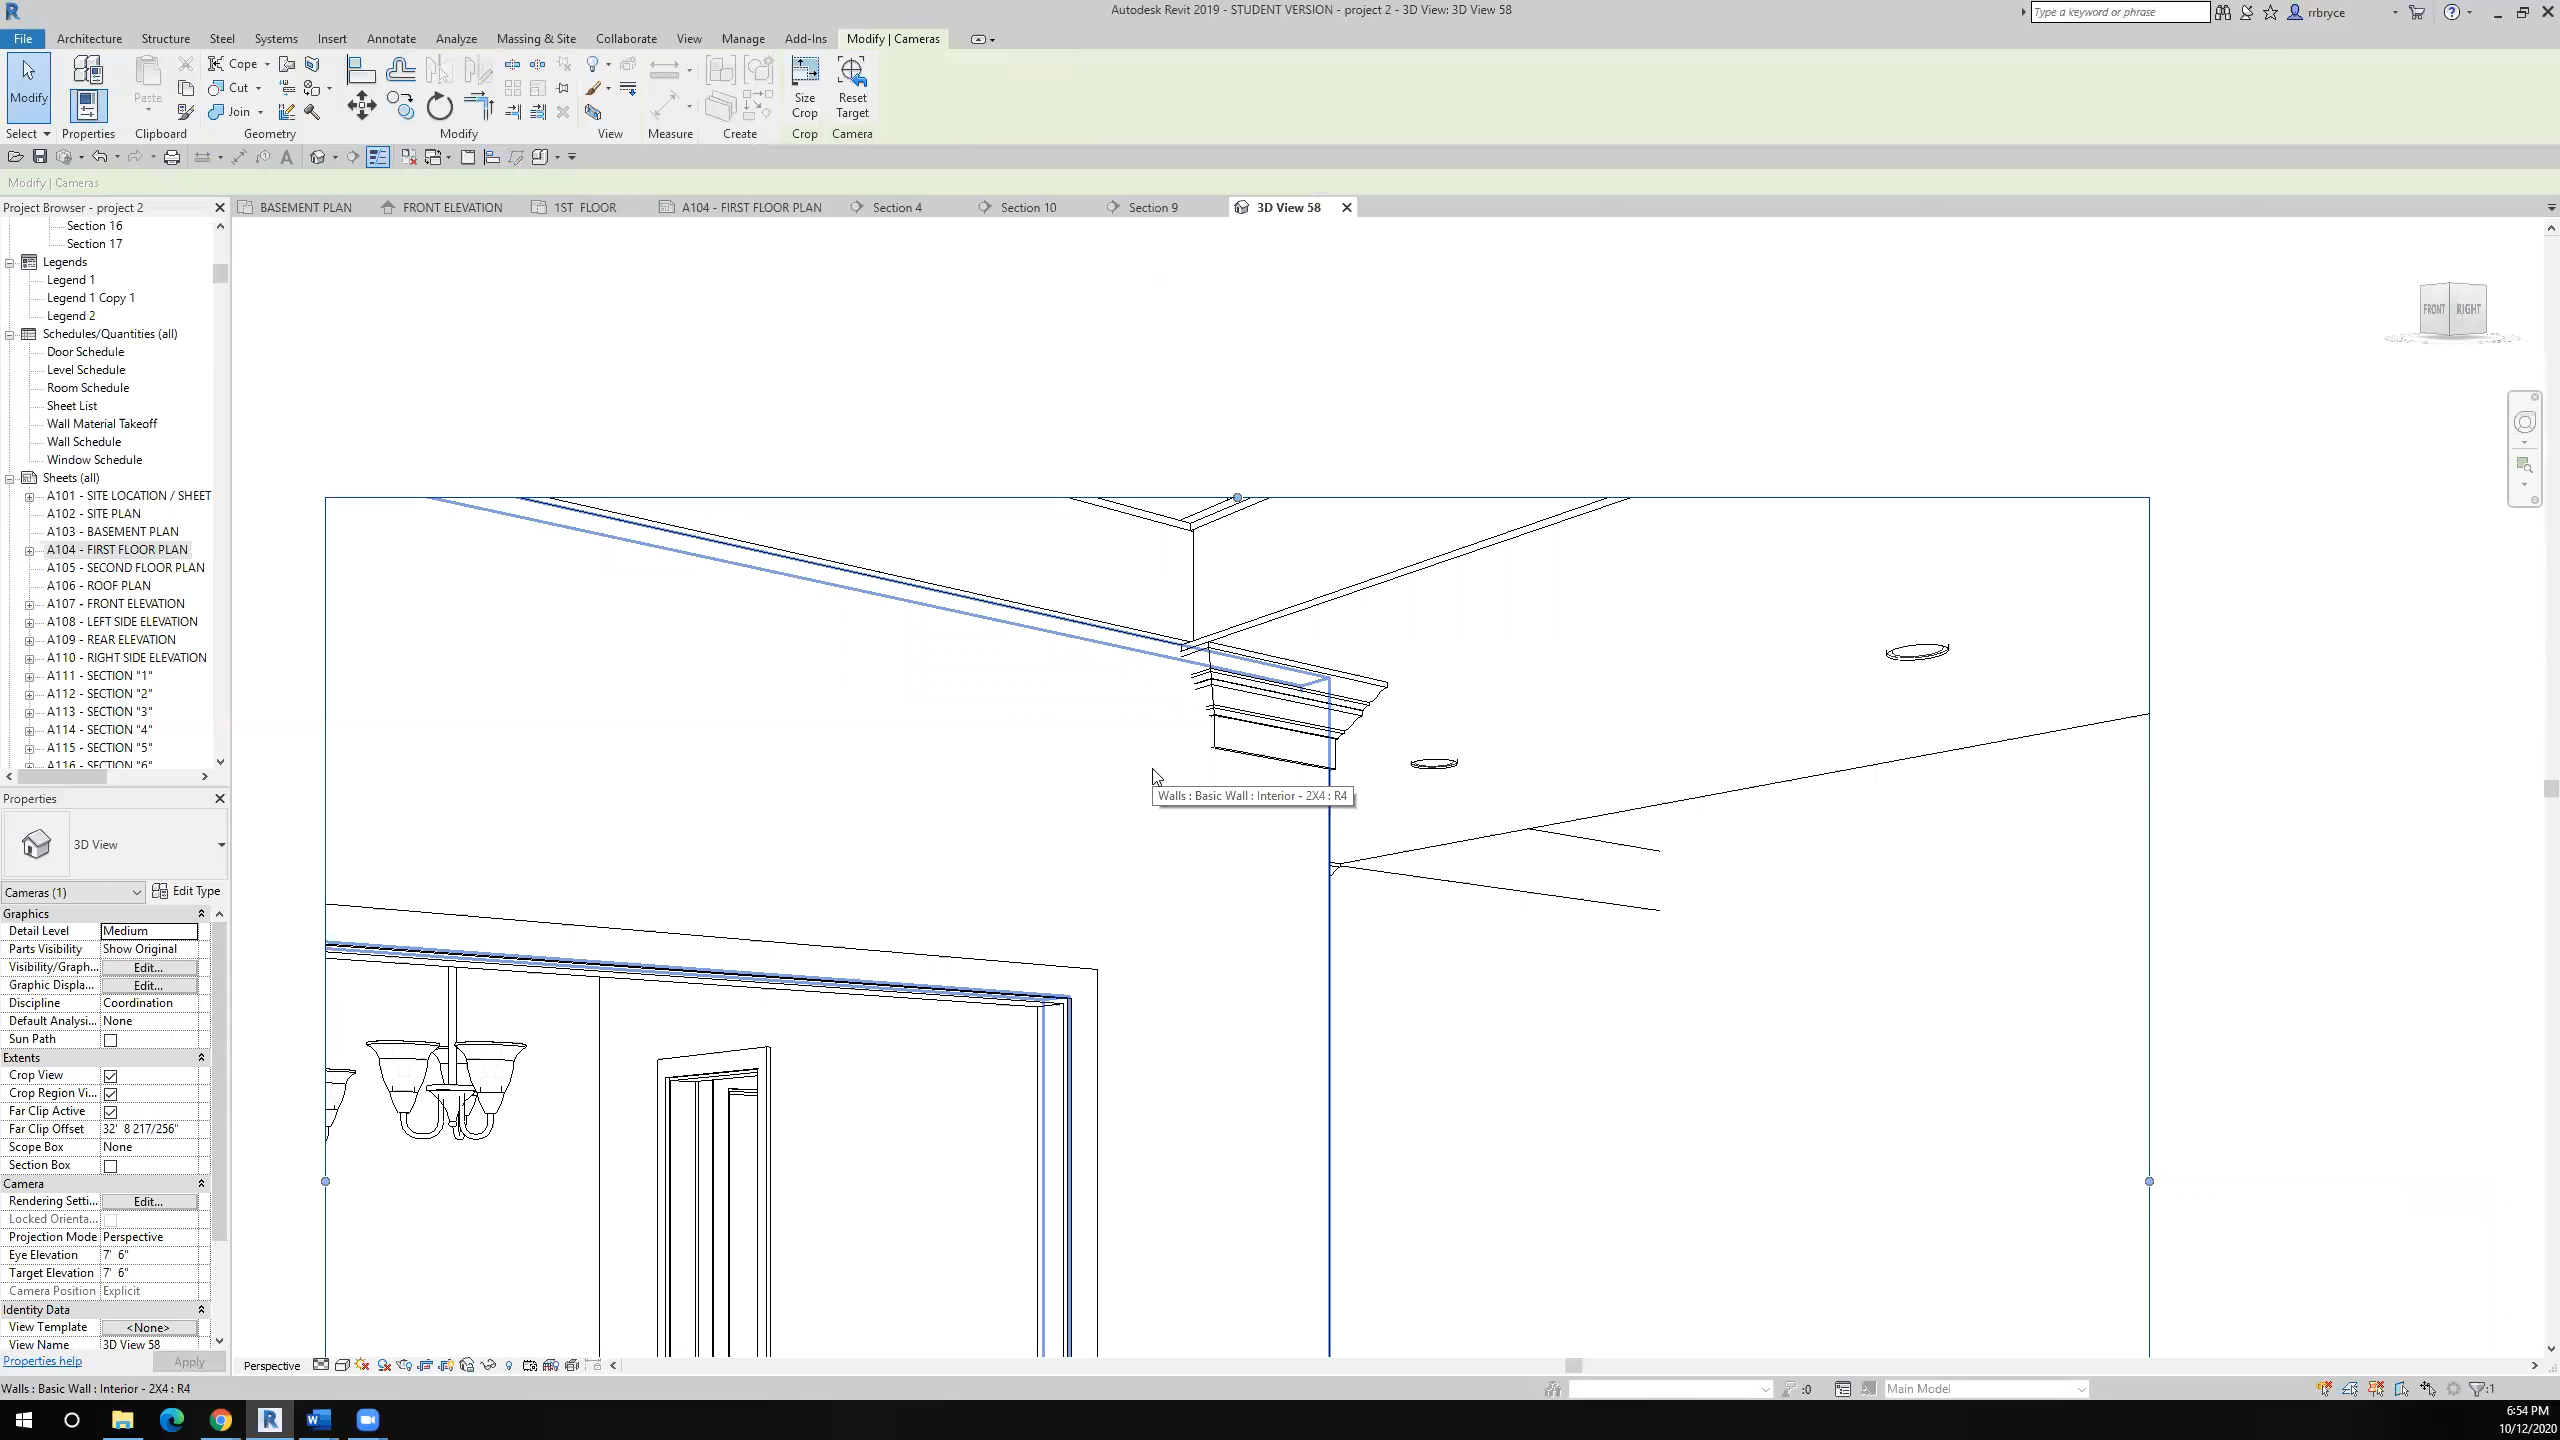 Autodesk Revit 2019 - STUDENT VERSION - project 2 - 3D View: 3D View 58
Type a keyword or phrase
rrbryce
File Architecture Structure Steel Systems Insert Annotate Analyze Massing & Site Collaborate View Manage Add-Ins Modify | Cameras
Modify
Paste
Cope
Cut
Join
Size Crop
Reset Target
Select Properties Clipboard Geometry Modify View Measure Create Crop Camera
Modify | Cameras
Project Browser - project 2
BASEMENT PLAN FRONT ELEVATION 1ST FLOOR A104 - FIRST FLOOR PLAN Section 4 Section 10 Section 9 3D View 58
Section 16
Section 17
Legends
Legend 1
Legend 1 Copy 1
Legend 2
Schedules/Quantities (all)
Door Schedule
Level Schedule
Room Schedule
Sheet List
Wall Material Takeoff
Wall Schedule
Window Schedule
Sheets (all)
A101 - SITE LOCATION / SHEET
A102 - SITE PLAN
A103 - BASEMENT PLAN
A104 - FIRST FLOOR PLAN
A105 - SECOND FLOOR PLAN
A106 - ROOF PLAN
A107 - FRONT ELEVATION
A108 - LEFT SIDE ELEVATION
A109 - REAR ELEVATION
A110 - RIGHT SIDE ELEVATION
A111 - SECTION "1"
A112 - SECTION "2"
A113 - SECTION "3"
A114 - SECTION "4"
A115 - SECTION "5"
A116 - SECTION "6"
FRONT RIGHT
Walls : Basic Wall : Interior - 2X4 : R4
Properties
3D View
Cameras (1) Edit Type
Graphics
Detail Level Medium
Parts Visibility Show Original
Visibility/Graph... Edit...
Graphic Displa... Edit...
Discipline Coordination
Default Analysi... None
Sun Path
Extents
Crop View
Crop Region Vi...
Far Clip Active
Far Clip Offset 32' 8 217/256"
Scope Box None
Section Box
Camera
Rendering Setti... Edit...
Locked Orienta...
Projection Mode Perspective
Eye Elevation 7' 6"
Target Elevation 7' 6"
Camera Position Explicit
Identity Data
View Template <None>
View Name 3D View 58
Properties help Apply
Perspective
Walls : Basic Wall : Interior - 2X4 : R4
:0
Main Model
:1
6:54 PM
10/12/2020